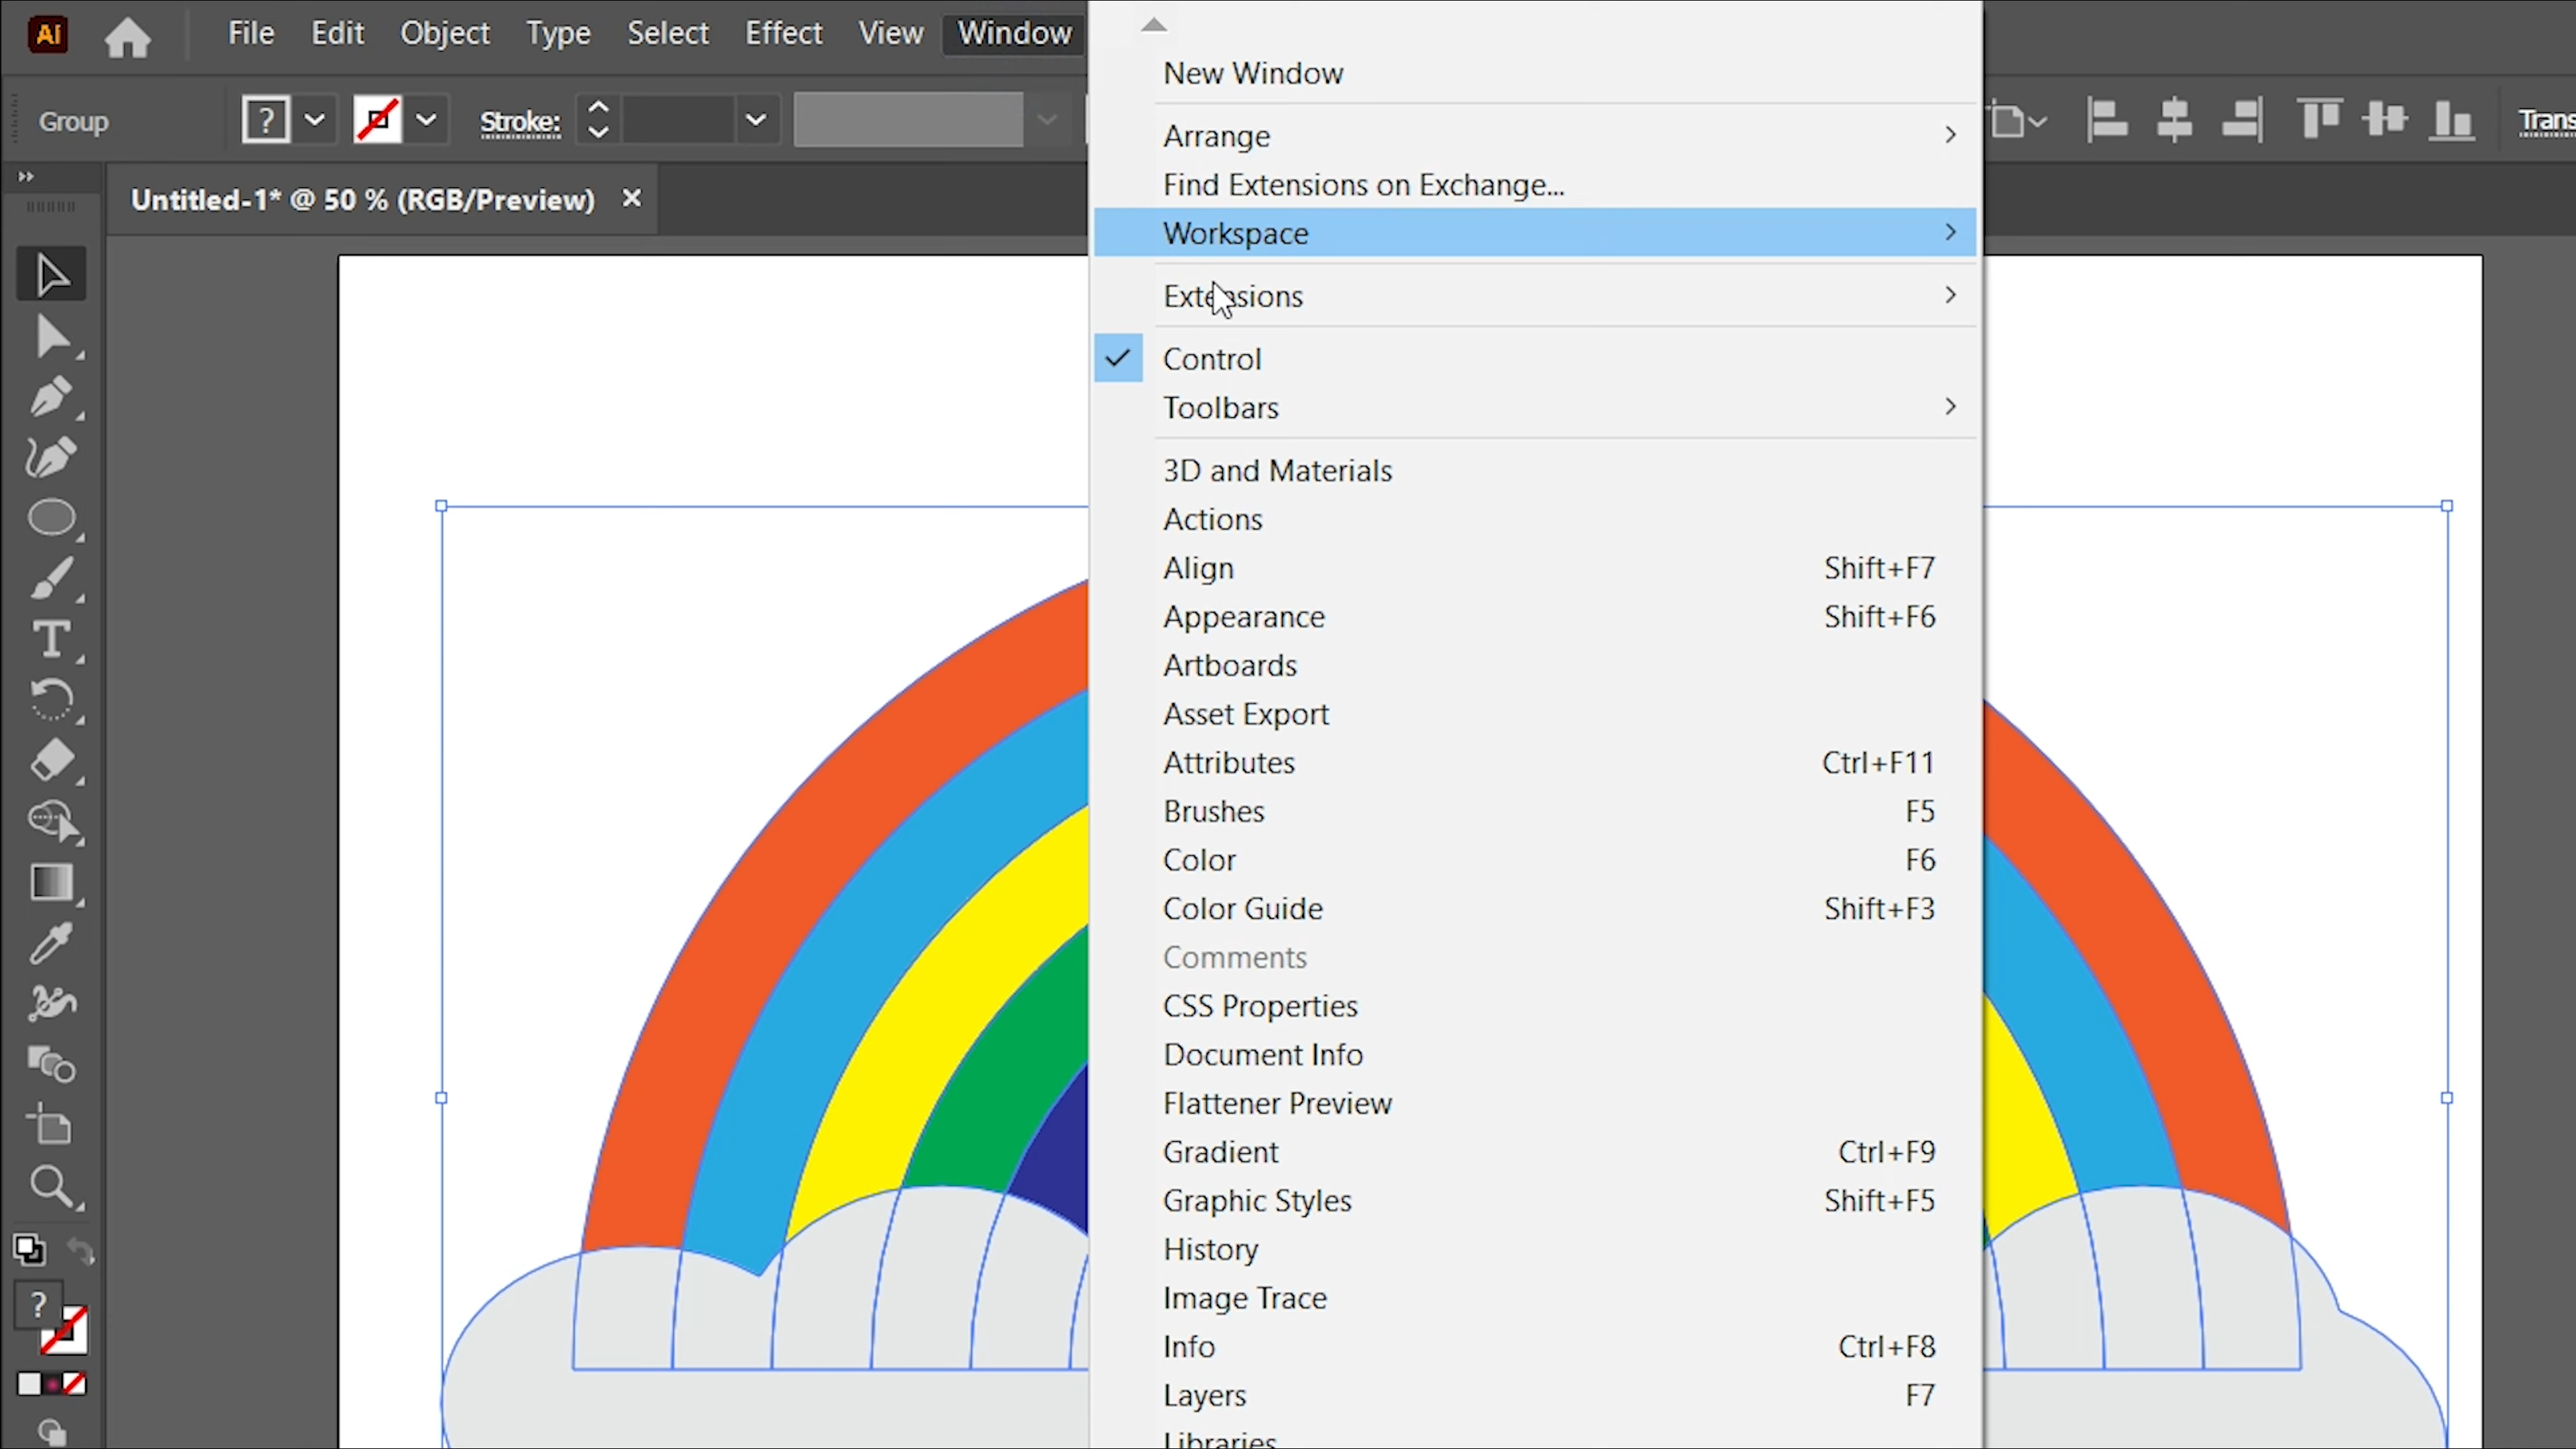 Ai File Edit Object Type Select Effect View Window
Group ? Stroke: Trans
Untitled-1* @ 50 % (RGB/Preview) ×
New Window
Arrange
Find Extensions on Exchange...
Workspace
Extensions
Control
Toolbars
3D and Materials
Actions
Align Shift+F7
Appearance Shift+F6
Artboards
Asset Export
Attributes Ctrl+F11
Brushes F5
Color F6
Color Guide Shift+F3
Comments
CSS Properties
Document Info
Flattener Preview
Gradient Ctrl+F9
Graphic Styles Shift+F5
History
Image Trace
Info Ctrl+F8
Layers F7
Libraries
?